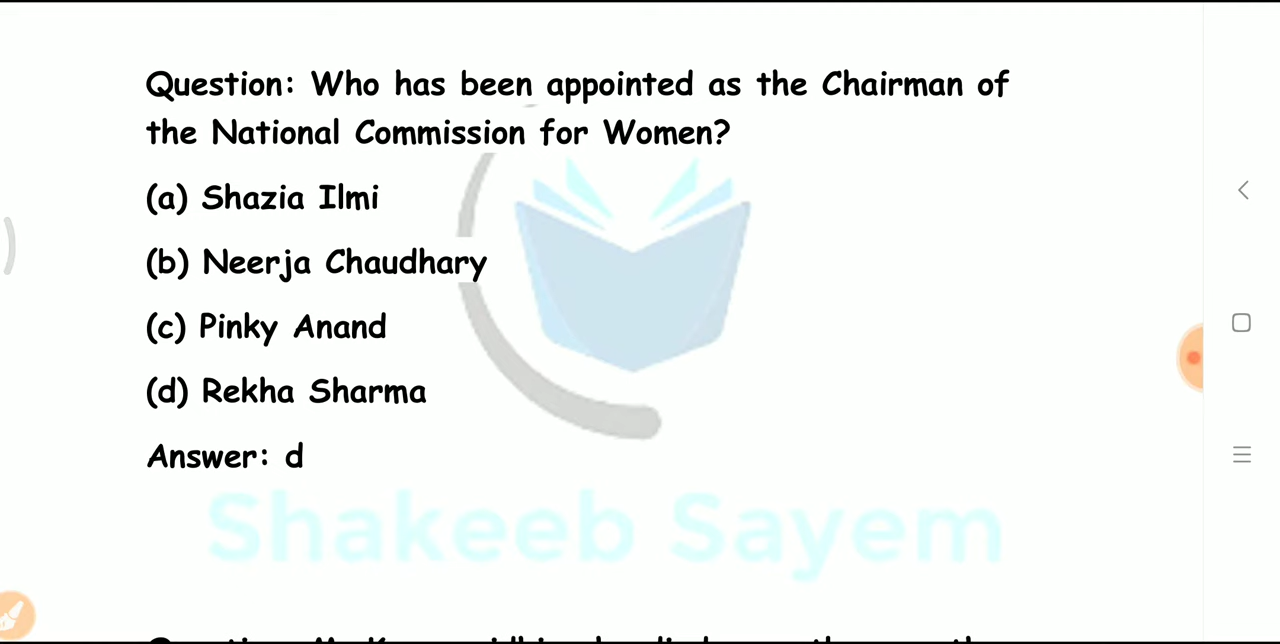 Question: Who has been appointed as the Chairman of
the National Commission for Women?
(a) Shazia Ilmi
(b) Neerja Chaudhary
(c) Pinky Anand
(d) Rekha Sharma
Answer: d
Shakeeb Sayem